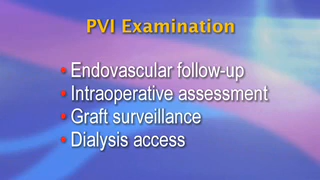 PVI Examination
• Endovascular follow-up
• Intraoperative assessment
• Graft surveillance
• Dialysis access